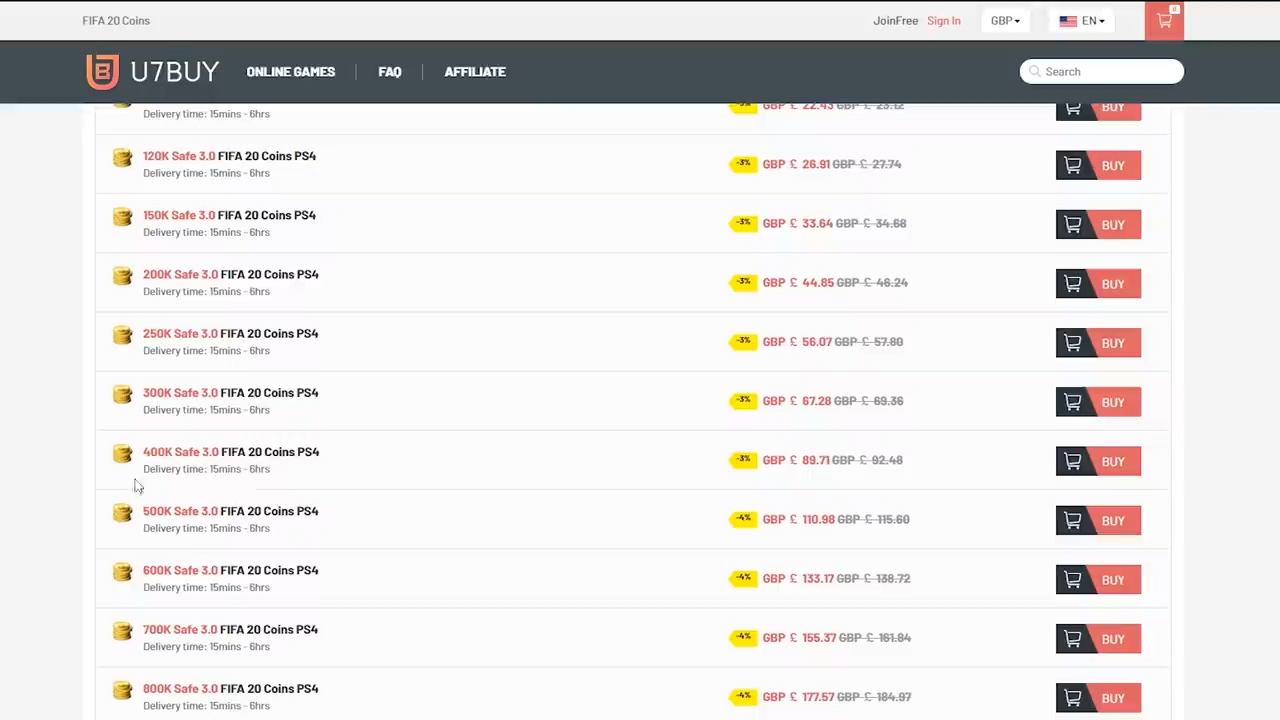 FIFA 20 Coins
JoinFree Sign In GBP EN 0
U7BUY ONLINE GAMES FAQ AFFILIATE Search
Delivery time: 15mins - 6hrs
-3% GBP £ 22.43 GBP £ 23.12 BUY
120K Safe 3.0 FIFA 20 Coins PS4
Delivery time: 15mins - 6hrs
-3% GBP £ 26.91 GBP £ 27.74 BUY
150K Safe 3.0 FIFA 20 Coins PS4
Delivery time: 15mins - 6hrs
-3% GBP £ 33.64 GBP £ 34.68 BUY
200K Safe 3.0 FIFA 20 Coins PS4
Delivery time: 15mins - 6hrs
-3% GBP £ 44.85 GBP £ 46.24 BUY
250K Safe 3.0 FIFA 20 Coins PS4
Delivery time: 15mins - 6hrs
-3% GBP £ 56.07 GBP £ 57.80 BUY
300K Safe 3.0 FIFA 20 Coins PS4
Delivery time: 15mins - 6hrs
-3% GBP £ 67.28 GBP £ 69.36 BUY
400K Safe 3.0 FIFA 20 Coins PS4
Delivery time: 15mins - 6hrs
-3% GBP £ 89.71 GBP £ 92.48 BUY
500K Safe 3.0 FIFA 20 Coins PS4
Delivery time: 15mins - 6hrs
-4% GBP £ 110.98 GBP £ 115.60 BUY
600K Safe 3.0 FIFA 20 Coins PS4
Delivery time: 15mins - 6hrs
-4% GBP £ 133.17 GBP £ 138.72 BUY
700K Safe 3.0 FIFA 20 Coins PS4
Delivery time: 15mins - 6hrs
-4% GBP £ 155.37 GBP £ 161.84 BUY
800K Safe 3.0 FIFA 20 Coins PS4
Delivery time: 15mins - 6hrs
-4% GBP £ 177.57 GBP £ 184.97 BUY